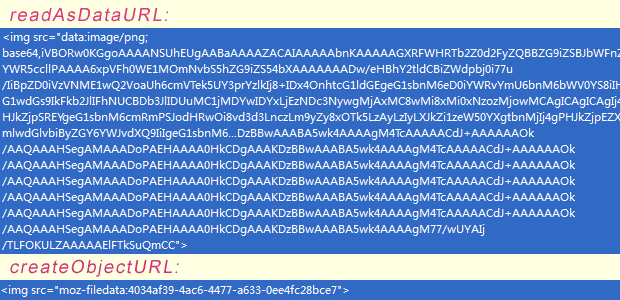 readAsDataURL:
<img src="data:image/png;
base64,iVBORw0KGgoAAAANSUhEUgAABaAAAAZACAIAAAAAbnKAAAAAGXRFWHRTb2Z0d2FyZQBBZG9iZSBJbWFnZ
YWR5ccllPAAAA6xpVFh0WE1MOmNvbS5hZG9iZS54bXAAAAAAADw/eHBhY2tldCBiZWdpbj0i77u
/IiBpZD0iVzVNME1wQ2VoaUh6cmVTek5UY3prYzlkIj8+IDx4OnhtcG1ldGEgeG1sbnM6eD0iYWRvYmU6bnM6bWV0YS8iIH
G1wdGs9IkFkb2JlIFhNUCBDb3JlIDUuMC1jMDYwIDYxLjEzNDc3NywgMjAxMC8wMi8xMi0xNzozMjowMCAgICAgICAgIj4
HJkZjpSREYgeG1sbnM6cmRmPSJodHRwOi8vd3d3LnczLm9yZy8xOTk5LzAyLzIyLXJkZi1zeW50YXgtbnMjIj4gPHJkZjpEZX
mlwdGlvbiByZGY6YWJvdXQ9IiIgeG1sbnM6...DzBBwAAABA5wk4AAAAgM4TcAAAAACdJ+AAAAAAOk
/AAQAAAHSegAMAAADoPAEHAAAA0HkCDgAAAKDzBBwAAABA5wk4AAAAgM4TcAAAAACdJ+AAAAAAOk
/AAQAAAHSegAMAAADoPAEHAAAA0HkCDgAAAKDzBBwAAABA5wk4AAAAgM4TcAAAAACdJ+AAAAAAOk
/AAQAAAHSegAMAAADoPAEHAAAA0HkCDgAAAKDzBBwAAABA5wk4AAAAgM4TcAAAAACdJ+AAAAAAOk
/AAQAAAHSegAMAAADoPAEHAAAA0HkCDgAAAKDzBBwAAABA5wk4AAAAgM4TcAAAAACdJ+AAAAAAOk
/AAQAAAHSegAMAAADoPAEHAAAA0HkCDgAAAKDzBBwAAABA5wk4AAAAgM4TcAAAAACdJ+AAAAAAOk
/AAQAAAHSegAMAAADoPAEHAAAA0HkCDgAAAKDzBBwAAABA5wk4AAAAgM77/wUYAIj
/TLFOKULZAAAAAElFTkSuQmCC">
createObjectURL:
<img src="moz-filedata:4034af39-4ac6-4477-a633-0ee4fc28bce7">